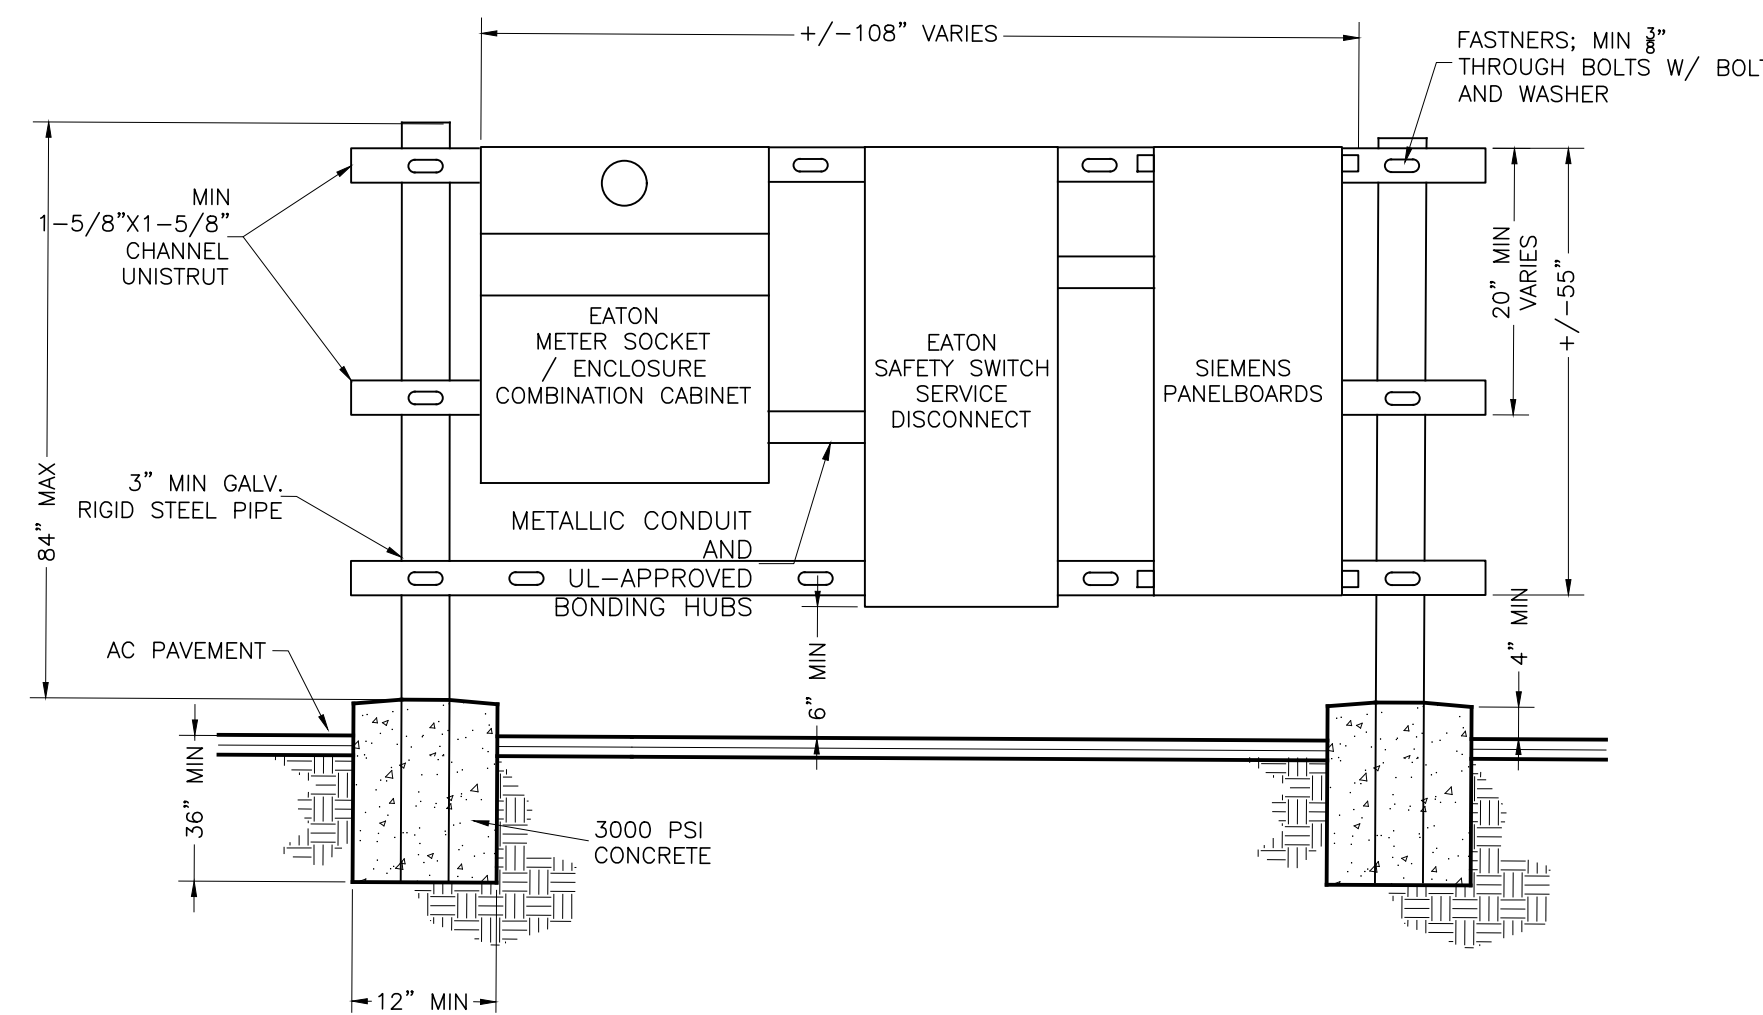 +/-108" VARIES
FASTNERS; MIN 3/8"
THROUGH BOLTS W/ BOLT
AND WASHER
MIN
1-5/8"X1-5/8"
CHANNEL
UNISTRUT
EATON
METER SOCKET
/ ENCLOSURE
COMBINATION CABINET
EATON
SAFETY SWITCH
SERVICE
DISCONNECT
SIEMENS
PANELBOARDS
20" MIN
VARIES
+/-55"
84" MAX
3" MIN GALV.
RIGID STEEL PIPE
METALLIC CONDUIT
AND
UL-APPROVED
BONDING HUBS
AC PAVEMENT
6" MIN
4" MIN
36" MIN
3000 PSI
CONCRETE
12" MIN